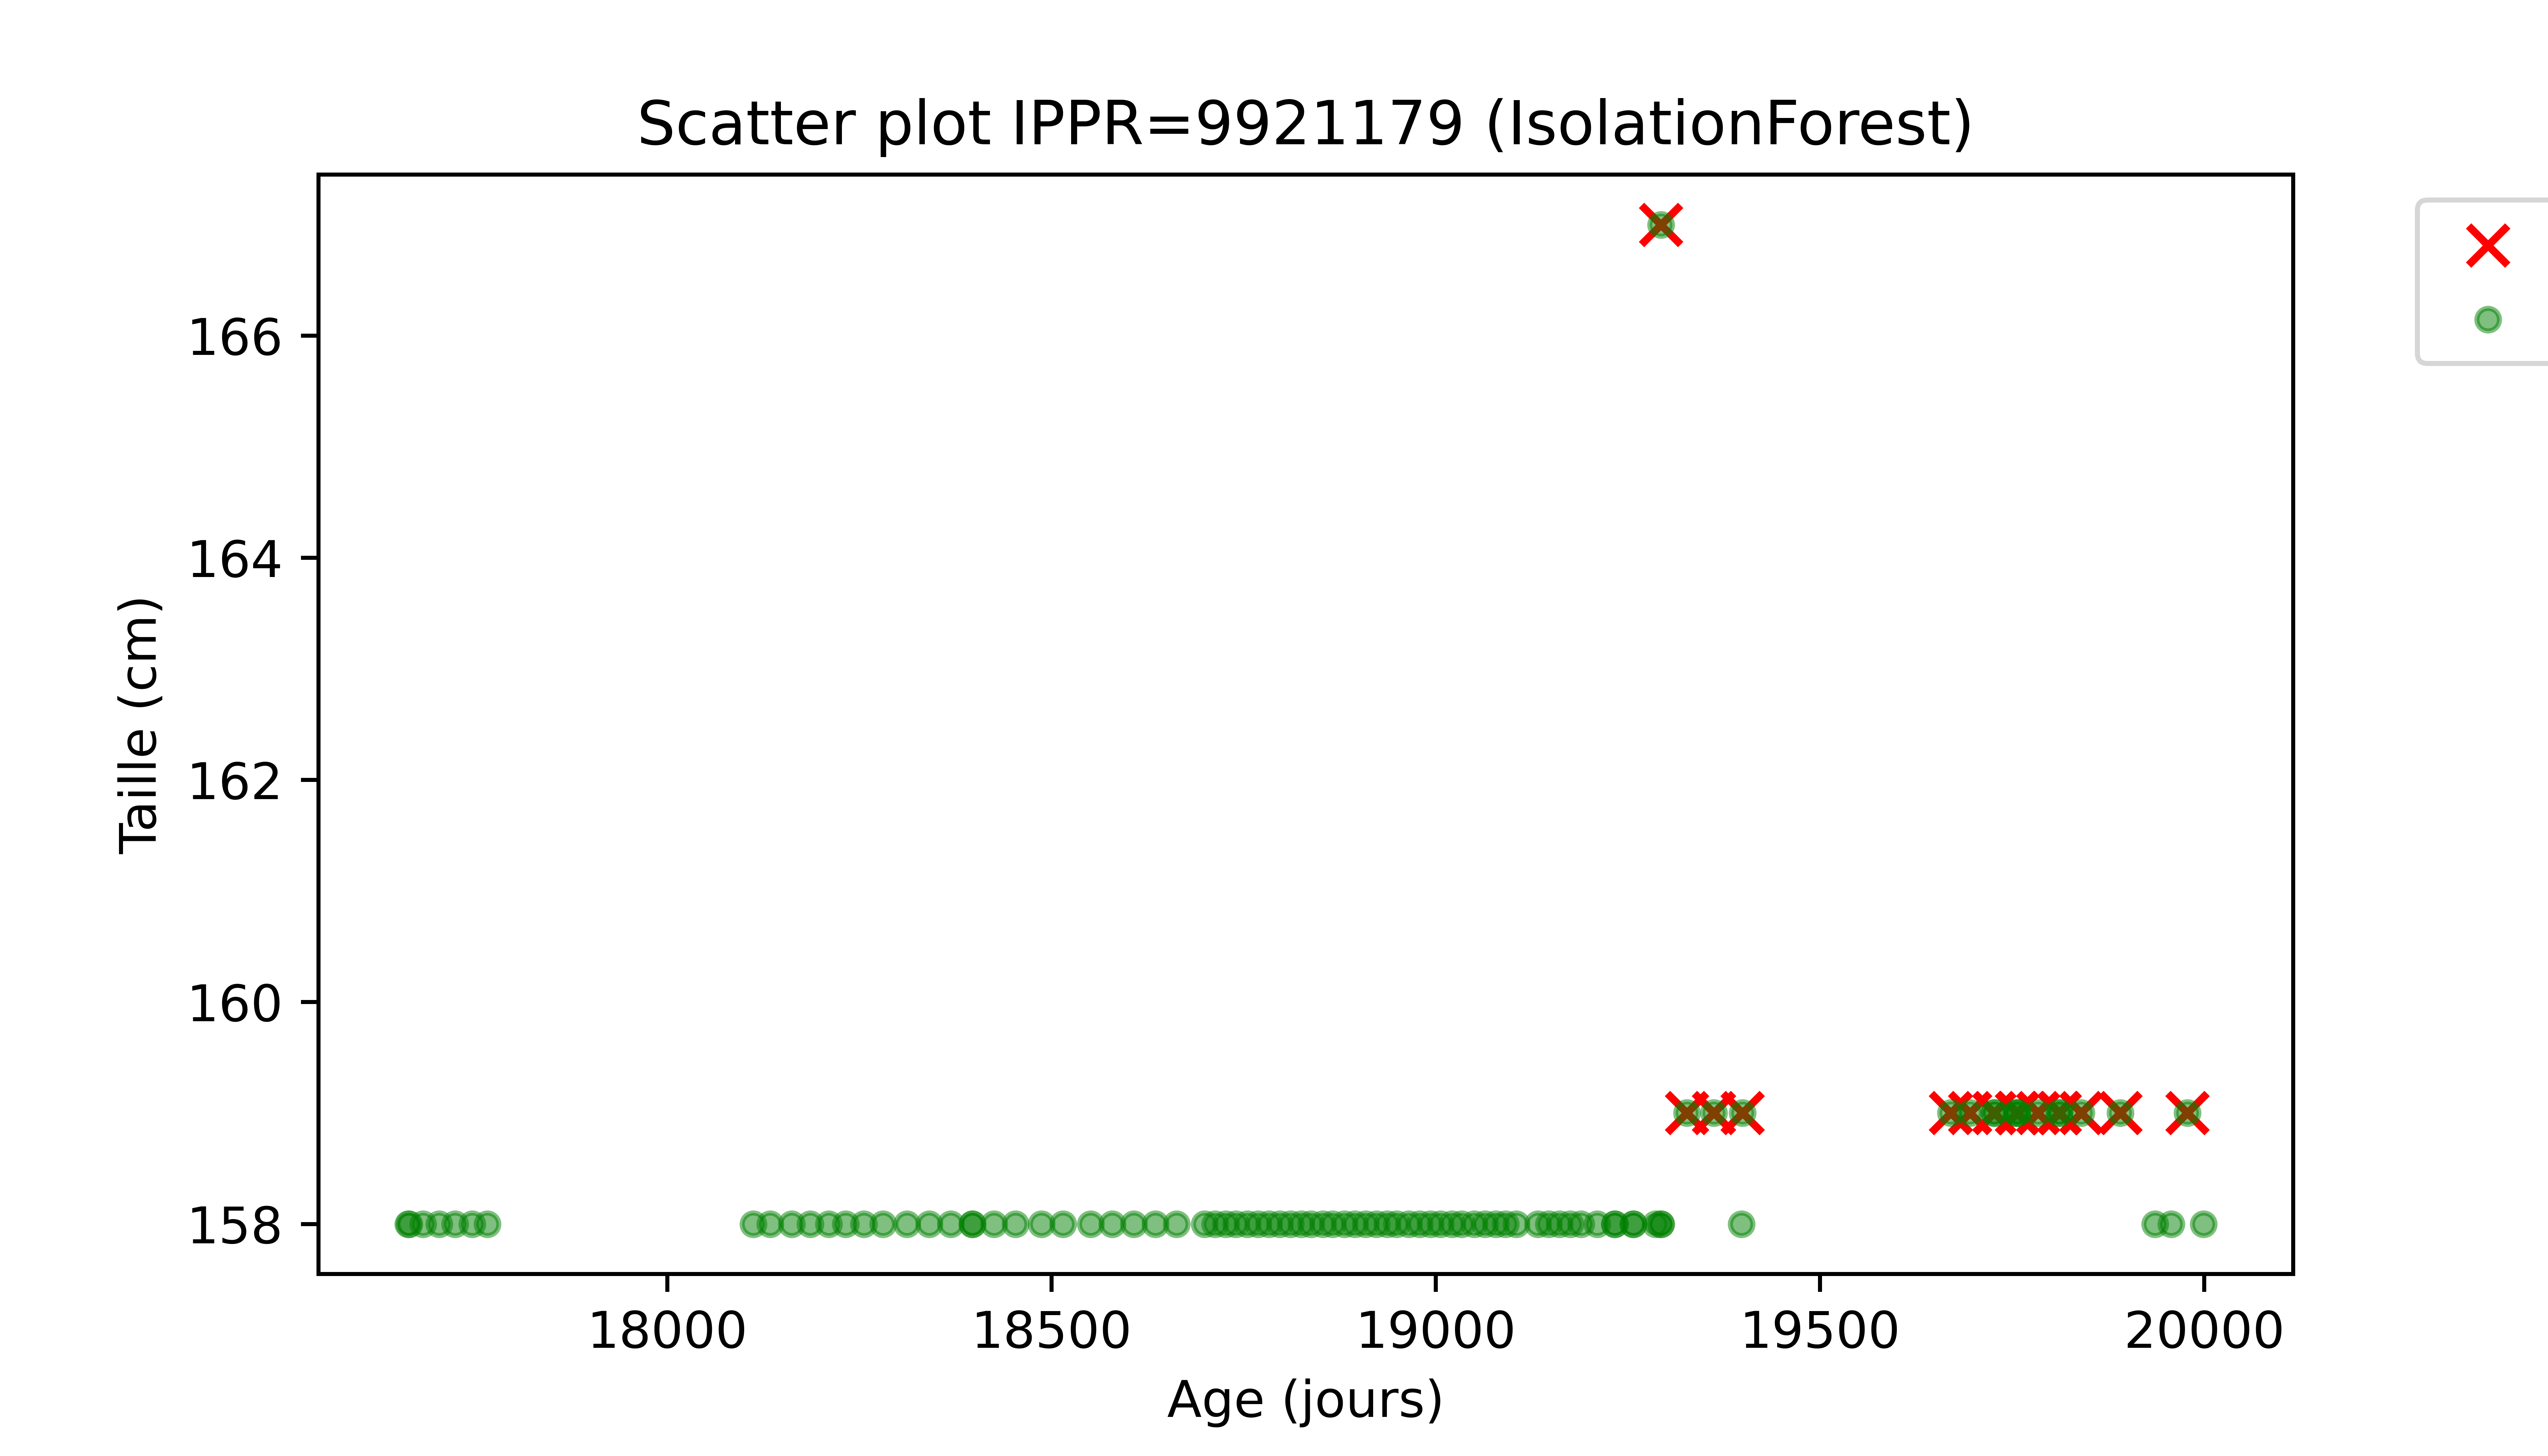 Scatter plot IPPR=9921179 (IsolationForest)
166
164
162
160
158
Taille (cm)
18000 18500 19000 19500 20000
Age (jours)